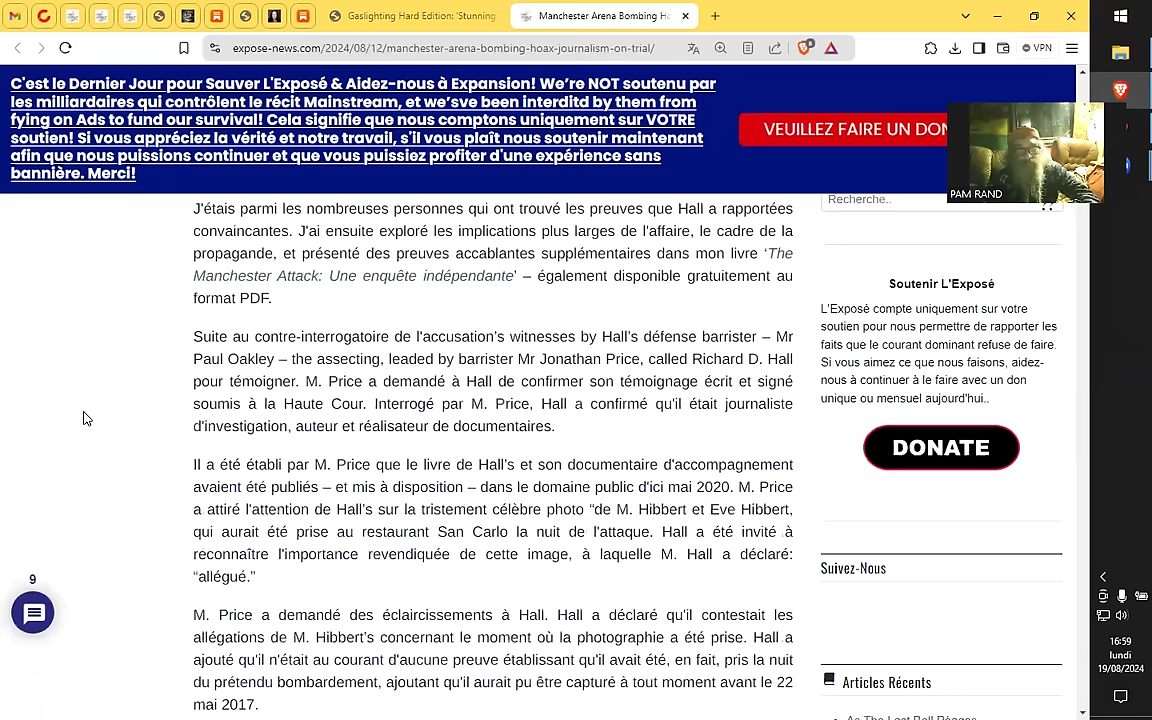 Gaslighting Hard Edition: 'Stunning
Manchester Arena Bombing Ho
expose-news.com/2024/08/12/manchester-arena-bombing-hoax-journalism-on-trial/
VPN
C'est le Dernier Jour pour Sauver L'Exposé & Aidez-nous à Expansion! We're NOT soutenu par
les milliardaires qui contrôlent le récit Mainstream, et we'sve been interditd by them from
fying on Ads to fund our survival! Cela signifie que nous comptons uniquement sur VOTRE
soutien! Si vous appréciez la vérité et notre travail, s'il vous plaît nous soutenir maintenant
afin que nous puissions continuer et que vous puissiez profiter d'une expérience sans
bannière. Merci!
VEUILLEZ FAIRE UN DON
PAM RAND
J'étais parmi les nombreuses personnes qui ont trouvé les preuves que Hall a rapportées
convaincantes. J'ai ensuite exploré les implications plus larges de l'affaire, le cadre de la
propagande, et présenté des preuves accablantes supplémentaires dans mon livre ‘The
Manchester Attack: Une enquête indépendante’ – également disponible gratuitement au
format PDF.
Suite au contre-interrogatoire de l'accusation's witnesses by Hall's défense barrister – Mr
Paul Oakley – the assecting, leaded by barrister Mr Jonathan Price, called Richard D. Hall
pour témoigner. M. Price a demandé à Hall de confirmer son témoignage écrit et signé
soumis à la Haute Cour. Interrogé par M. Price, Hall a confirmé qu'il était journaliste
d'investigation, auteur et réalisateur de documentaires.
Il a été établi par M. Price que le livre de Hall's et son documentaire d'accompagnement
avaient été publiés – et mis à disposition – dans le domaine public d'ici mai 2020. M. Price
a attiré l'attention de Hall's sur la tristement célèbre photo “de M. Hibbert et Eve Hibbert,
qui aurait été prise au restaurant San Carlo la nuit de l'attaque. Hall a été invité à
reconnaître l'importance revendiquée de cette image, à laquelle M. Hall a déclaré:
“allégué.”
M. Price a demandé des éclaircissements à Hall. Hall a déclaré qu'il contestait les
allégations de M. Hibbert's concernant le moment où la photographie a été prise. Hall a
ajouté qu'il n'était au courant d'aucune preuve établissant qu'il avait été, en fait, pris la nuit
du prétendu bombardement, ajoutant qu'il aurait pu être capturé à tout moment avant le 22
mai 2017.
9
Recherche..
Soutenir L'Exposé
L'Exposé compte uniquement sur votre
soutien pour nous permettre de rapporter les
faits que le courant dominant refuse de faire.
Si vous aimez ce que nous faisons, aidez-
nous à continuer à le faire avec un don
unique ou mensuel aujourd'hui..
DONATE
Suivez-Nous
Articles Récents
16:59
lundi
19/08/2024